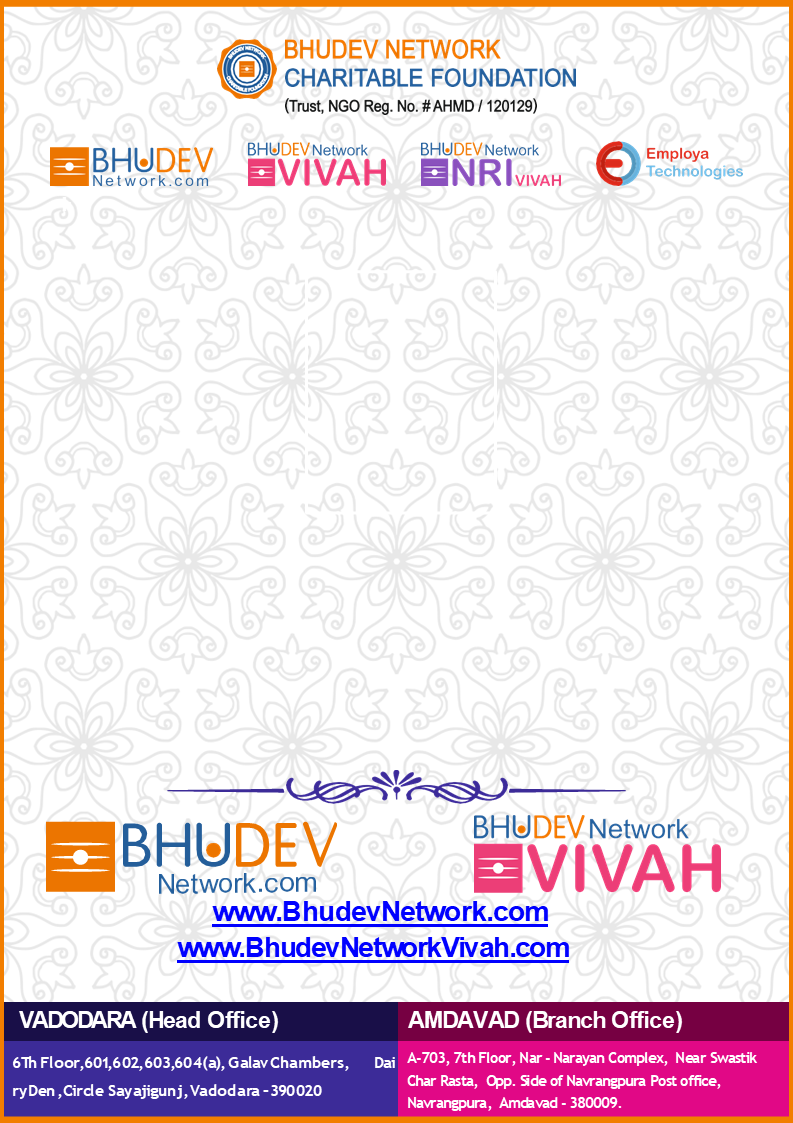 BHUDEV NETWORK
CHARITABLE FOUNDATION
(Trust, NGO Reg. No. # AHMD / 120129)
BHUDEV
Network.com
BHUDEV Network
VIVAH
BHUDEV Network
NRI VIVAH
Employa
Technologies
BHUDEV
Network.com
BHUDEV Network
VIVAH
www.BhudevNetwork.com
www.BhudevNetworkVivah.com
VADODARA (Head Office)
6Th Floor,601,602,603,604(a), Galav Chambers, Dai
ryDen ,Circle Sayajigunj, Vadodara – 390020
AMDAVAD (Branch Office)
A-703, 7th Floor, Nar - Narayan Complex, Near Swastik
Char Rasta, Opp. Side of Navrangpura Post office,
Navrangpura, Amdavad - 380009.